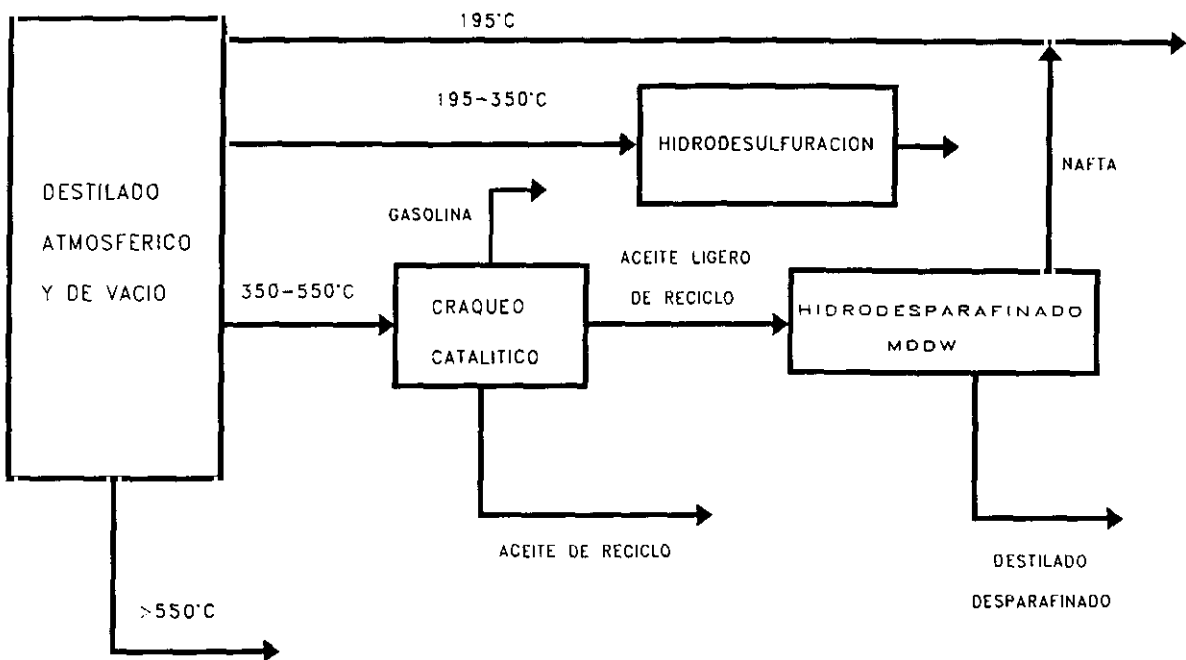 195°C
195-350°C
HIDRODESULFURACION
NAFTA
DESTILADO
ATMOSFERICO
Y DE VACIO
GASOLINA
350-550°C
CRAQUEO
CATALITICO
ACEITE LIGERO
DE RECICLO
HIDRODESPARAFINADO
MDDW
ACEITE DE RECICLO
DESTILADO
DESPARAFINADO
>550°C